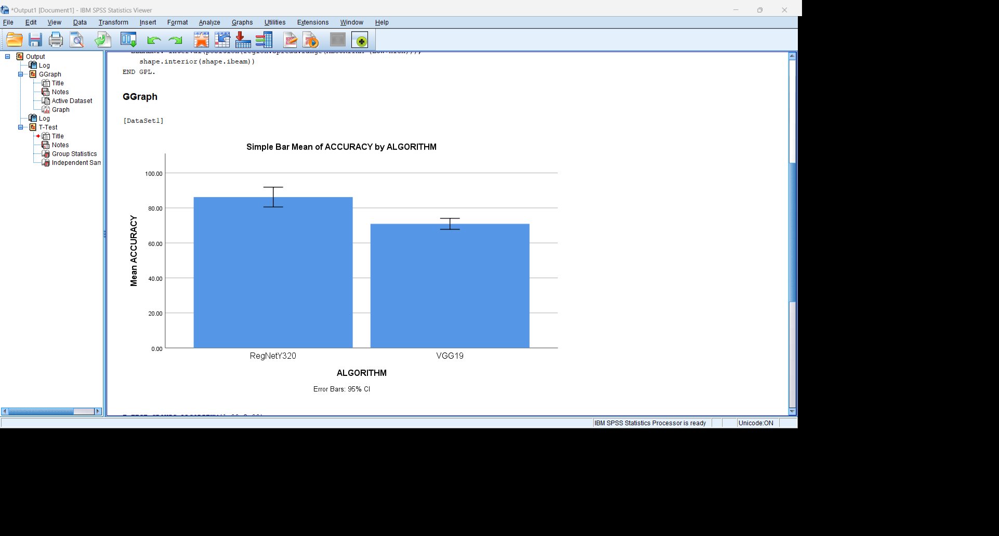 *Output1 [Document1] - IBM SPSS Statistics Viewer
File Edit View Data Transform Insert Format Analyze Graphs Utilities Extensions Window Help
Output
Log
GGraph
Title
Notes
Active Dataset
Graph
Log
T-Test
Title
Notes
Group Statistics
Independent Sam
shape.interior(shape.ibeam))
END GPL.
GGraph
[DataSet1]
Simple Bar Mean of ACCURACY by ALGORITHM
Mean ACCURACY
100.00
80.00
60.00
40.00
20.00
0.00
RegNetY320 VGG19
ALGORITHM
Error Bars: 95% CI
IBM SPSS Statistics Processor is ready Unicode:ON